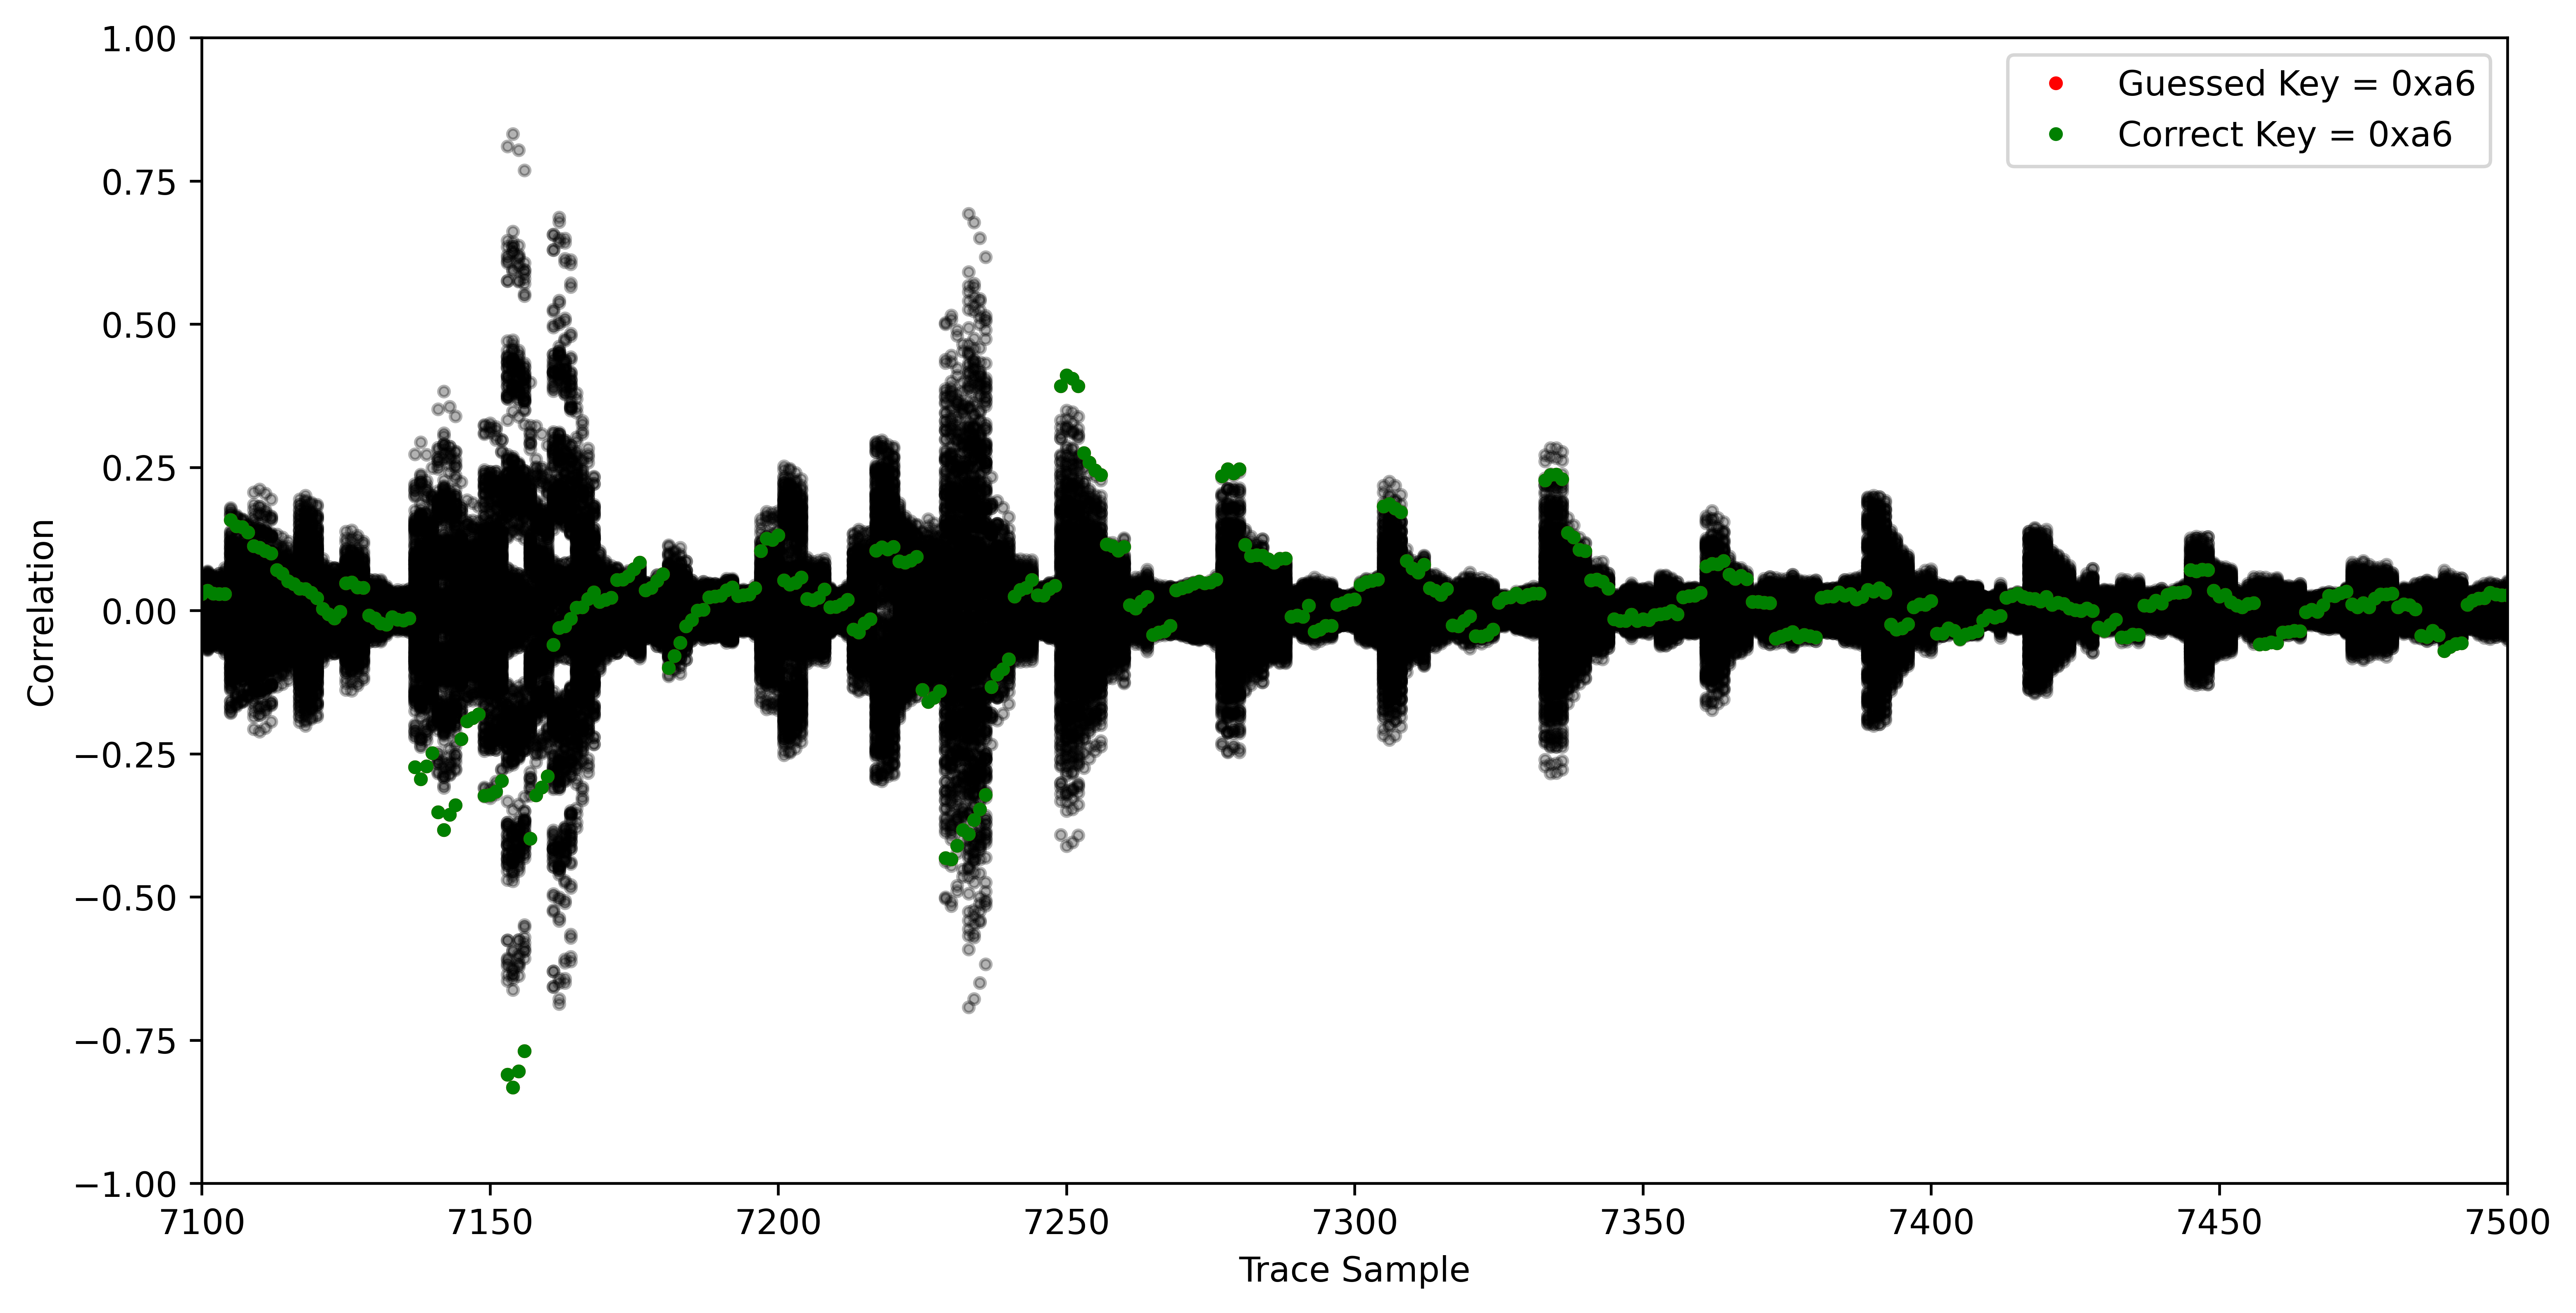 1.00
0.75
0.50
0.25
0.00
−0.25
−0.50
−0.75
−1.00
Correlation
Guessed Key = 0xa6
Correct Key = 0xa6
7100 7150 7200 7250 7300 7350 7400 7450 7500
Trace Sample